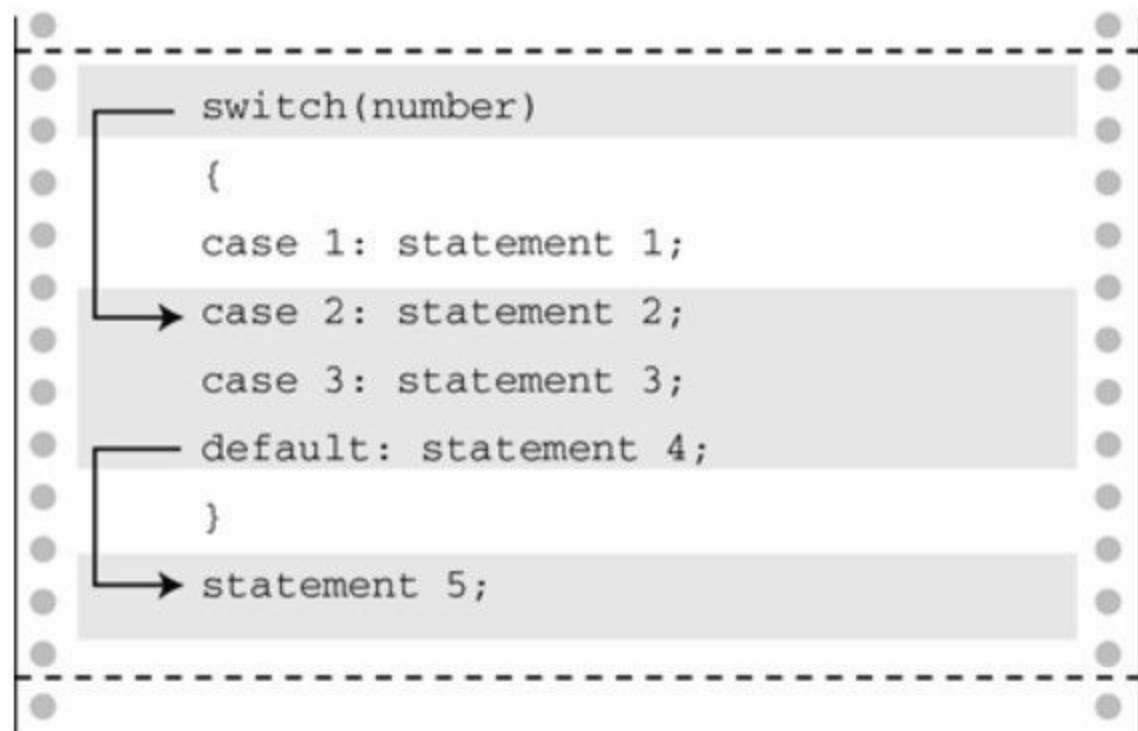 switch(number)
{
case 1: statement 1;
case 2: statement 2;
case 3: statement 3;
default: statement 4;
}
statement 5;